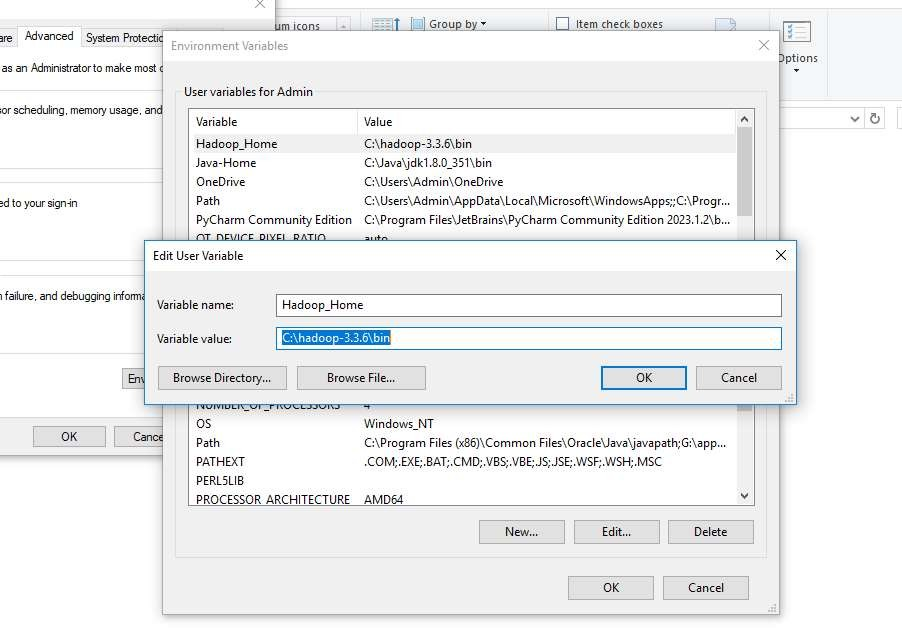 um icons
Group by
Item check boxes
Options
are
Advanced
System Protectio
as an Administrator to make most o
or scheduling, memory usage, and
ed to your sign-in
n failure, and debugging informa
Env
OK
Cance
Environment Variables
User variables for Admin
Variable Value
Hadoop_Home C:\hadoop-3.3.6\bin
Java-Home C:\Java\jdk1.8.0_351\bin
OneDrive C:\Users\Admin\OneDrive
Path C:\Users\Admin\AppData\Local\Microsoft\WindowsApps;;C:\Progr...
PyCharm Community Edition C:\Program Files\JetBrains\PyCharm Community Edition 2023.1.2\b...
QT_DEVICE_PIXEL_RATIO auto
Edit User Variable
Variable name: Hadoop_Home
Variable value: C:\hadoop-3.3.6\bin
Browse Directory... Browse File... OK Cancel
NUMBER_OF_PROCESSORS 4
OS Windows_NT
Path C:\Program Files (x86)\Common Files\Oracle\Java\javapath;G:\app...
PATHEXT .COM;.EXE;.BAT;.CMD;.VBS;.VBE;.JS;.JSE;.WSF;.WSH;.MSC
PERL5LIB
PROCESSOR_ARCHITECTURE AMD64
New... Edit... Delete
OK Cancel